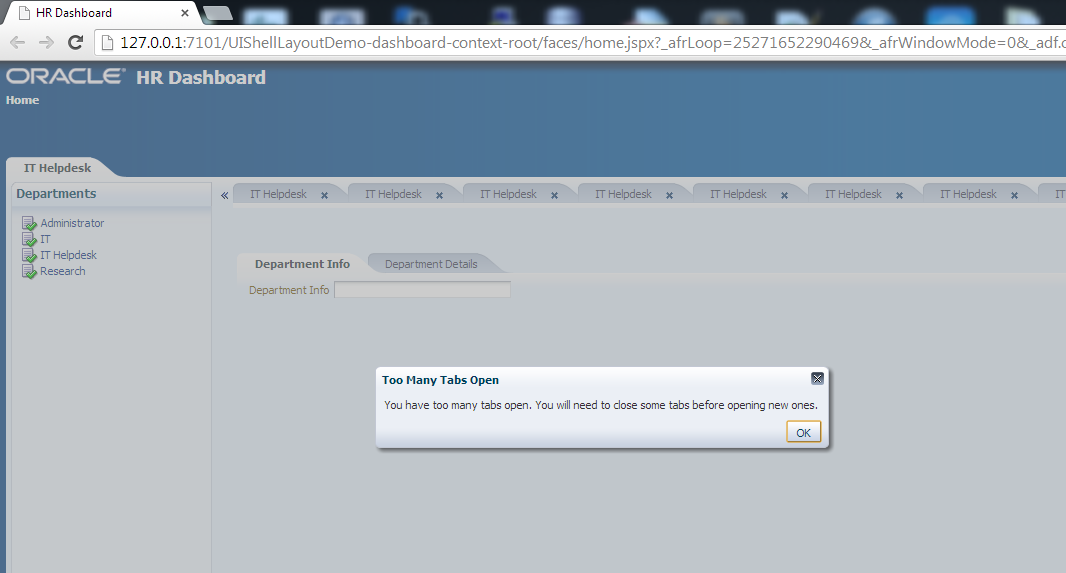 HR Dashboard
127.0.0.1:7101/UIShellLayoutDemo-dashboard-context-root/faces/home.jspx?_afrLoop=25271652290469&_afrWindowMode=0&_adf.c
ORACLE HR Dashboard
Home
IT Helpdesk
Departments
« IT Helpdesk IT Helpdesk IT Helpdesk IT Helpdesk IT Helpdesk IT Helpdesk IT Helpdesk IT
Administrator
IT
IT Helpdesk
Research
Department Info Department Details
Department Info
Too Many Tabs Open
You have too many tabs open. You will need to close some tabs before opening new ones.
OK